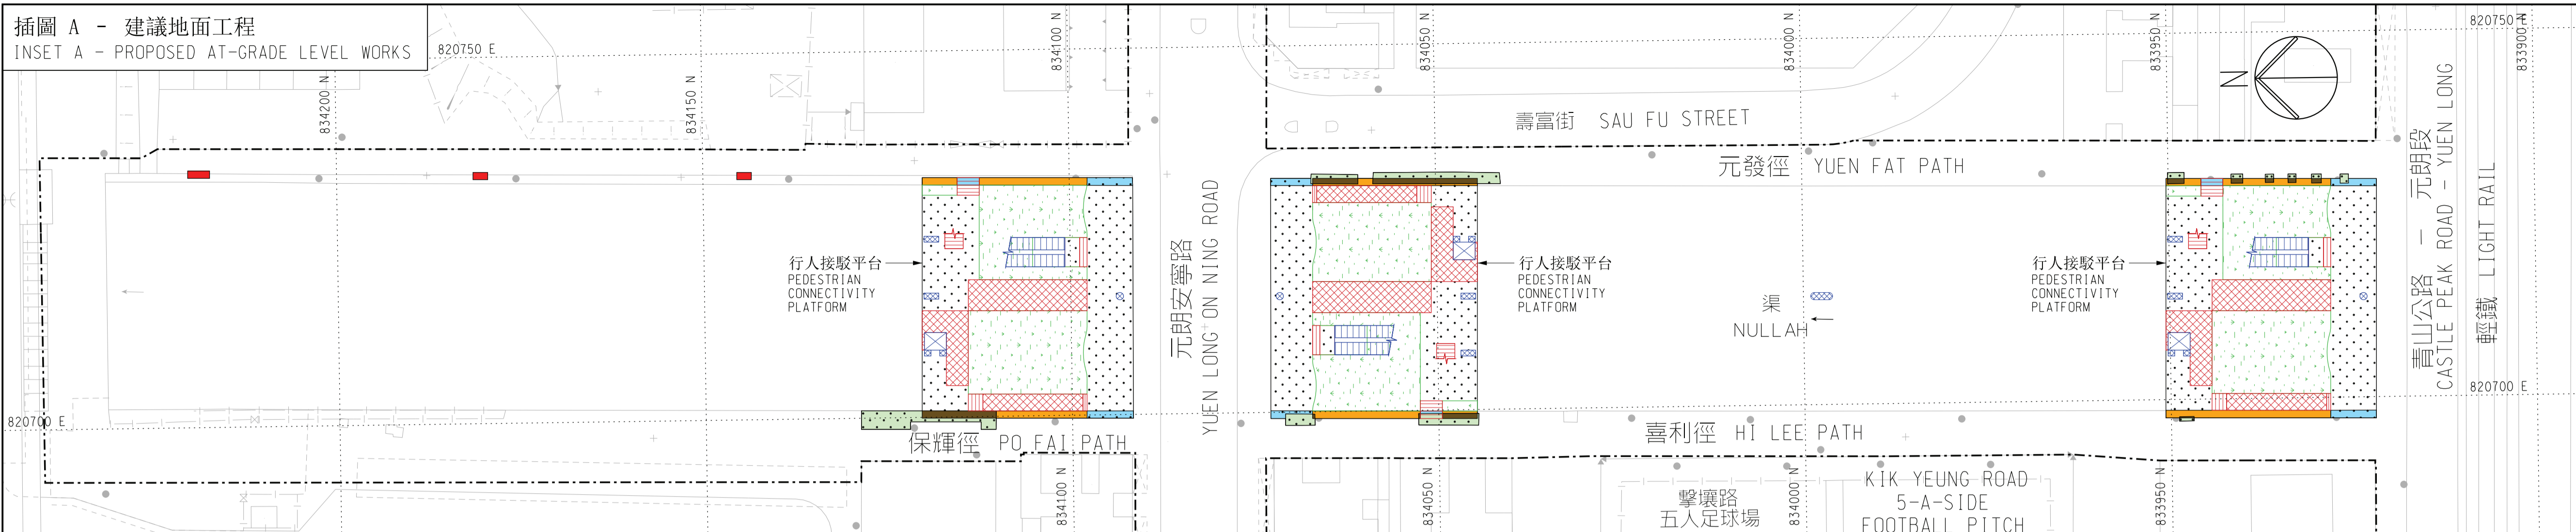 插圖 A - 建議地面工程
INSET A - PROPOSED AT-GRADE LEVEL WORKS
820750 E
834200 N
834150 N
834100 N
834050 N
834000 N
833950 N
820750 E
833900 N
N
壽富街 SAU FU STREET
元發徑 YUEN FAT PATH
行人接駁平台
PEDESTRIAN
CONNECTIVITY
PLATFORM
元朗安寧路
YUEN LONG ON NING ROAD
行人接駁平台
PEDESTRIAN
CONNECTIVITY
PLATFORM
渠
NULLAH
行人接駁平台
PEDESTRIAN
CONNECTIVITY
PLATFORM
青山公路 - 元朗段
CASTLE PEAK ROAD - YUEN LONG
輕鐵 LIGHT RAIL
820700 E
820700 E
保輝徑 PO FAI PATH
喜利徑 HI LEE PATH
834100 N
834050 N
834000 N
833950 N
擊壤路
五人足球場
KIK YEUNG ROAD
5-A-SIDE
FOOTBALL PITCH